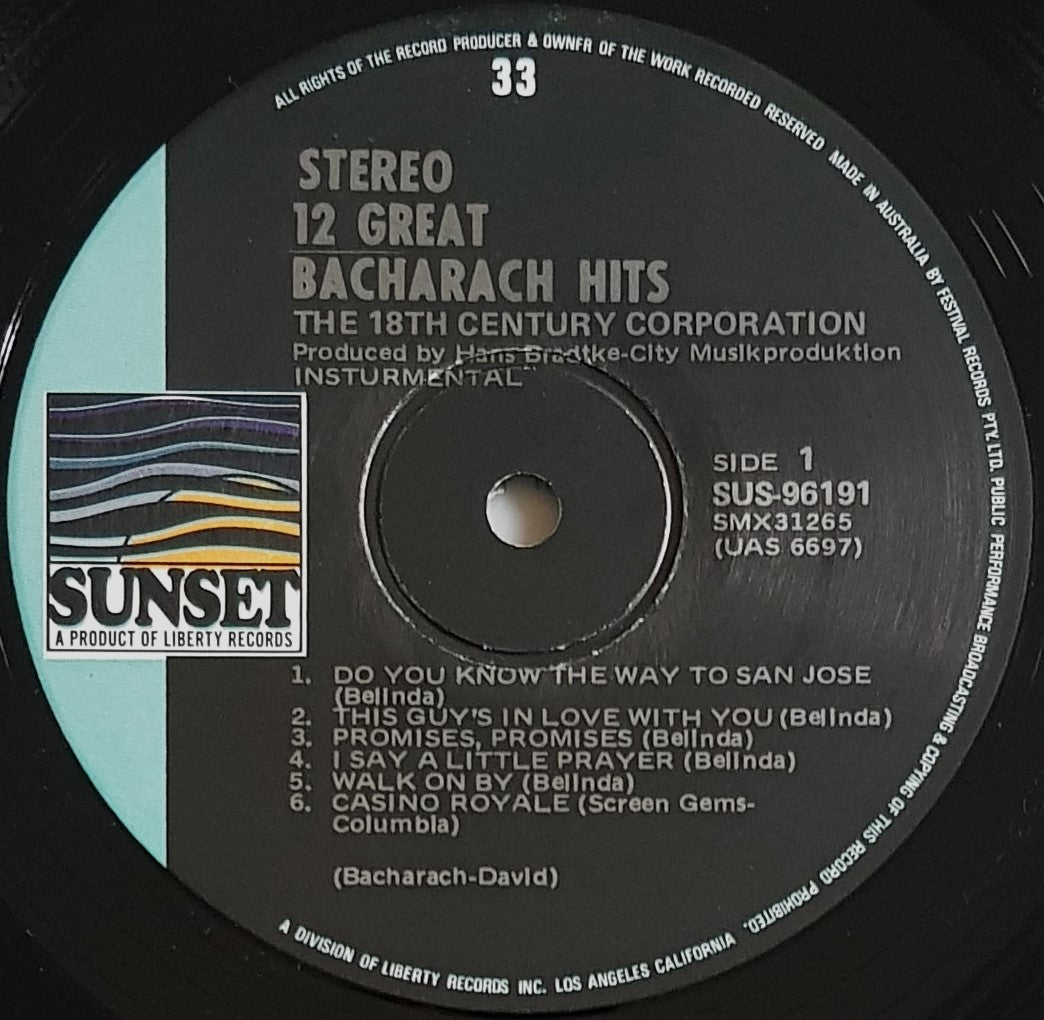 ALL RIGHTS OF THE RECORD PRODUCER & OWNFR OF THE WORK RECORDED RESERVED MADE IN AUSTRALIA BY FESTIVAL RECORDS PTY. LTD. PUBLIC PERFORMANCE BROADCASTING & COPYING OF THIS RECORD PROHIBITED.
33
STEREO
12 GREAT
BACHARACH HITS
THE 18TH CENTURY CORPORATION
Produced by Hans Bradtke-City Musikproduktion
INSTURMENTAL"
SIDE 1
SUS-96191
SMX31265
(UAS 6697)
SUNSET
A PRODUCT OF LIBERTY RECORDS
1. DO YOU KNOW THE WAY TO SAN JOSE
(Belinda)
2. THIS GUY'S IN LOVE WITH YOU (Belinda)
3. PROMISES, PROMISES (Belinda)
4. I SAY A LITTLE PRAYER (Belinda)
5. WALK ON BY (Belinda)
6. CASINO ROYALE (Screen Gems-
Columbia)
(Bacharach-David)
A DIVISION OF LIBERTY RECORDS INC. LOS ANGELES CALIFORNIA